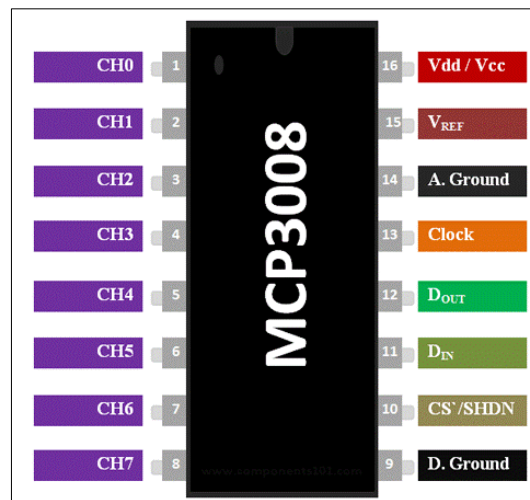 CH0 1 16 Vdd / Vcc
CH1 2 15 VREF
CH2 3 14 A. Ground
CH3 4 13 Clock
CH4 5 12 DOUT
CH5 6 11 DIN
CH6 7 10 CS`/SHDN
CH7 8 9 D. Ground
MCP3008
www.components101.com